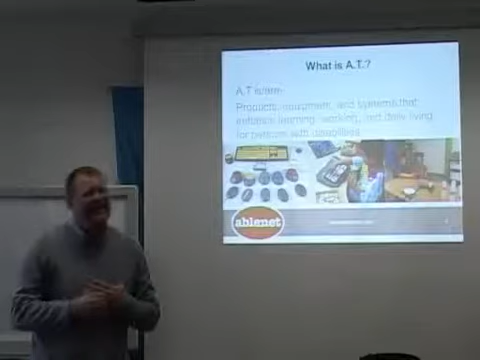 What is A.T.?
A.T is/are-
Products, equipment, and systems that
enhance learning, working, and daily living
for persons with disabilities
ablenet